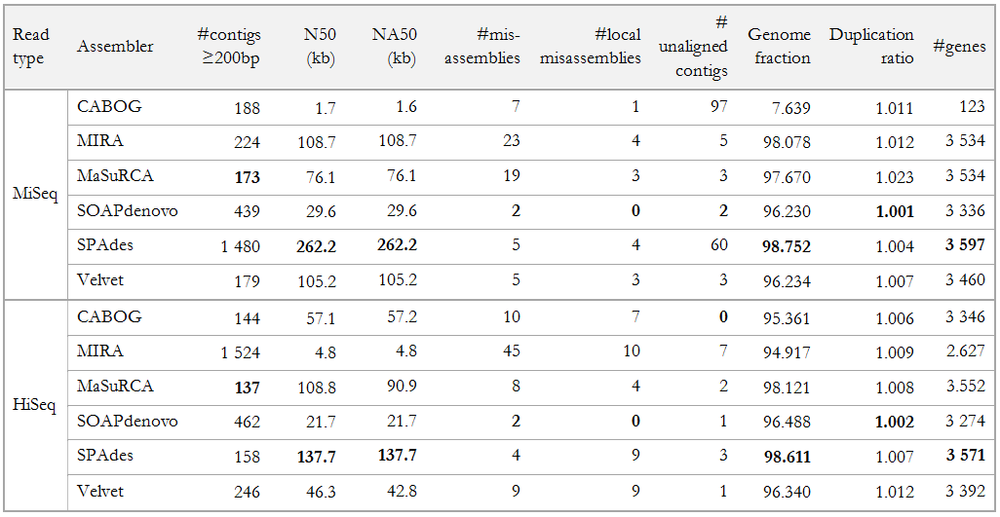 Read type Assembler #contigs ≥200bp N50 (kb) NA50 (kb) #mis-assemblies #local misassemblies # unaligned contigs Genome fraction Duplication ratio #genes
MiSeq
CABOG 188 1.7 1.6 7 1 97 7.639 1.011 123
MIRA 224 108.7 108.7 23 4 5 98.078 1.012 3 534
MaSuRCA 173 76.1 76.1 19 3 3 97.670 1.023 3 534
SOAPdenovo 439 29.6 29.6 2 0 2 96.230 1.001 3 336
SPAdes 1 480 262.2 262.2 5 4 60 98.752 1.004 3 597
Velvet 179 105.2 105.2 5 3 3 96.234 1.007 3 460
HiSeq
CABOG 144 57.1 57.2 10 7 0 95.361 1.006 3 346
MIRA 1 524 4.8 4.8 45 10 7 94.917 1.009 2.627
MaSuRCA 137 108.8 90.9 8 4 2 98.121 1.008 3.552
SOAPdenovo 462 21.7 21.7 2 0 1 96.488 1.002 3 274
SPAdes 158 137.7 137.7 4 9 3 98.611 1.007 3 571
Velvet 246 46.3 42.8 9 9 1 96.340 1.012 3 392